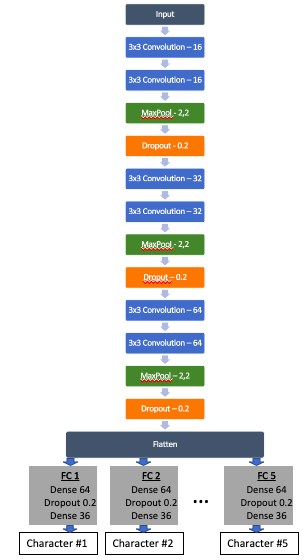 Input
3x3 Convolution – 16
3x3 Convolution – 16
MaxPool - 2,2
Dropout - 0.2
3x3 Convolution – 32
3x3 Convolution – 32
MaxPool – 2,2
Droput – 0.2
3x3 Convolution – 64
3x3 Convolution – 64
MaxPool – 2,2
Dropout – 0.2
Flatten
FC 1 FC 2 FC 5
Dense 64 Dense 64 Dense 64
Dropout 0.2 Dropout 0.2 ... Dropout 0.2
Dense 36 Dense 36 Dense 36
Character #1 Character #2 Character #5